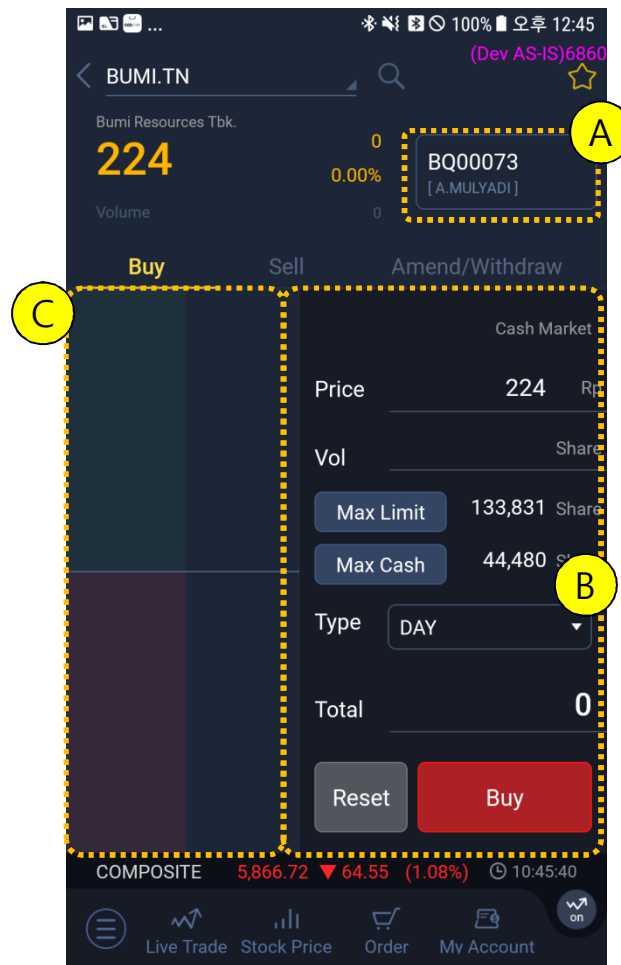 ... 100% 오후 12:45
(Dev AS-IS)6860
BUMI.TN
Bumi Resources Tbk.
A
224
0
0.00%
BQ00073
[ A.MULYADI ]
Volume
0
Buy Sell Amend/Withdraw
C
Cash Market
Price 224 Rp
Vol Share
Max Limit 133,831 Share
Max Cash 44,480
B
Type DAY
Total 0
Reset Buy
COMPOSITE 5,866.72 ▼ 64.55 (1.08%) 10:45:40
on
Live Trade Stock Price Order My Account